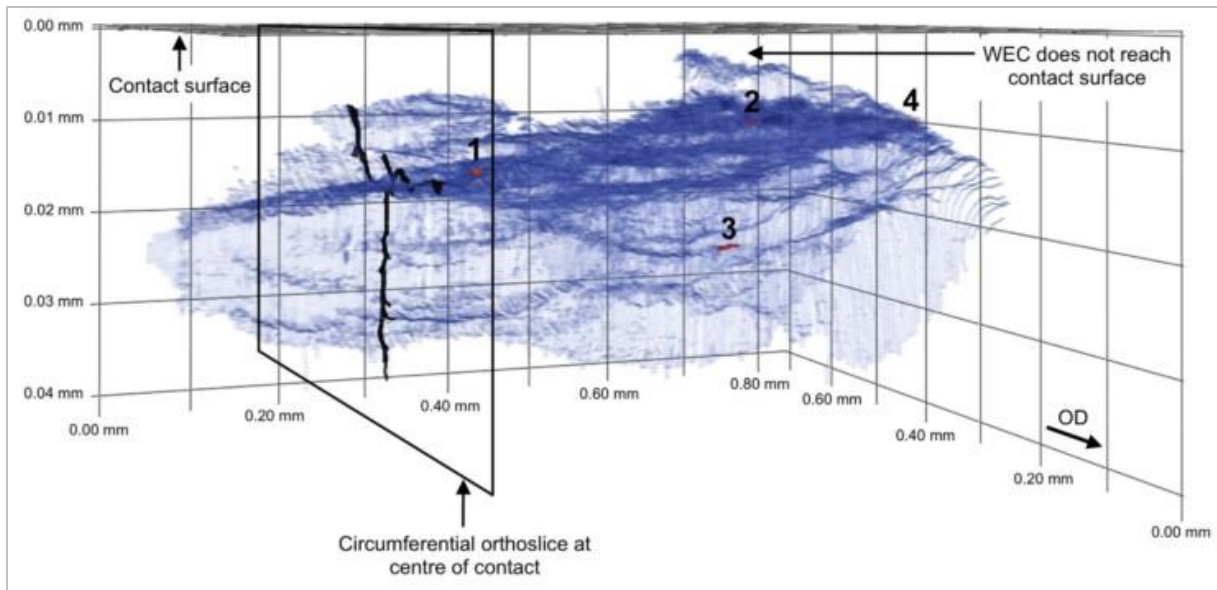 0.00 mm
Contact surface
WEC does not reach
contact surface
0.01 mm
1
2
4
0.02 mm
3
0.03 mm
0.04 mm
0.00 mm
0.20 mm
0.40 mm
0.60 mm
0.80 mm
0.60 mm
0.40 mm
0.20 mm
0.00 mm
OD
Circumferential orthoslice at
centre of contact